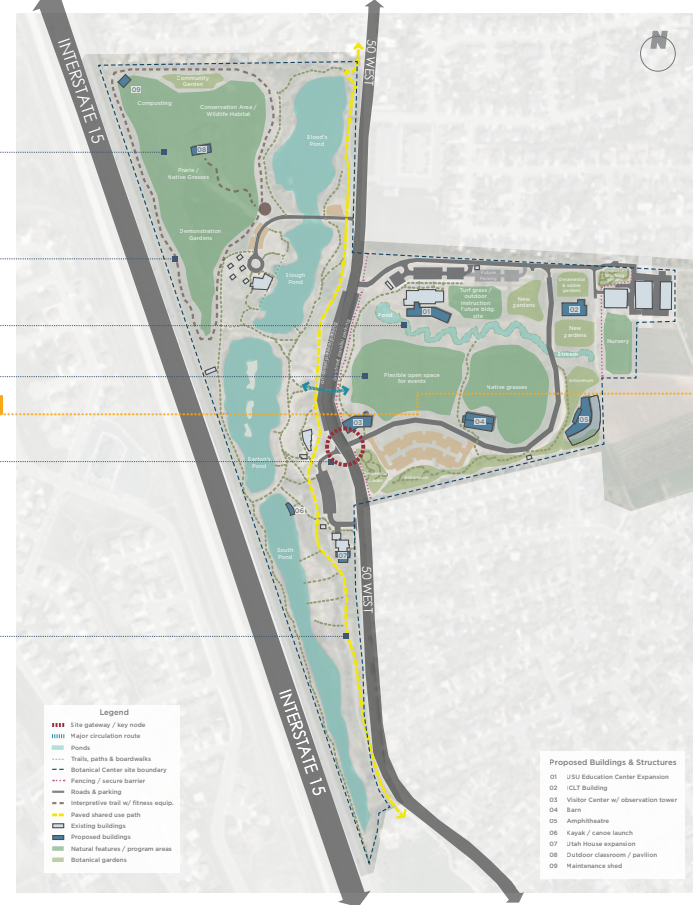 N
INTERSTATE 15
50 WEST
Community
Garden
09
Composting
Conservation Area /
Wildlife Habitat
Blood's
Pond
08
Prairie /
Native Grasses
Demonstration
Gardens
Slough
Pond
Turf grass /
outdoor
instruction
Future bldg.
site
New
gardens
02
01
Pond
New
gardens
Stream
Nursery
Flexible open space
for events
Native grasses
03
04
05
Pond
06
South
Pond
07
50 WEST
INTERSTATE 15
Legend
Site gateway / key node
Major circulation route
Ponds
Trails, paths & boardwalks
Botanical Center site boundary
Fencing / secure barrier
Roads & parking
Interpretive trail w/ fitness equip.
Paved shared use path
Existing buildings
Proposed buildings
Natural features / program areas
Botanical gardens
Proposed Buildings & Structures
01 USU Education Center Expansion
02 ICLT Building
03 Visitor Center w/ observation tower
04 Barn
05 Amphitheatre
06 Kayak / canoe launch
07 Utah House expansion
08 Outdoor classroom / pavilion
09 Maintenance shed